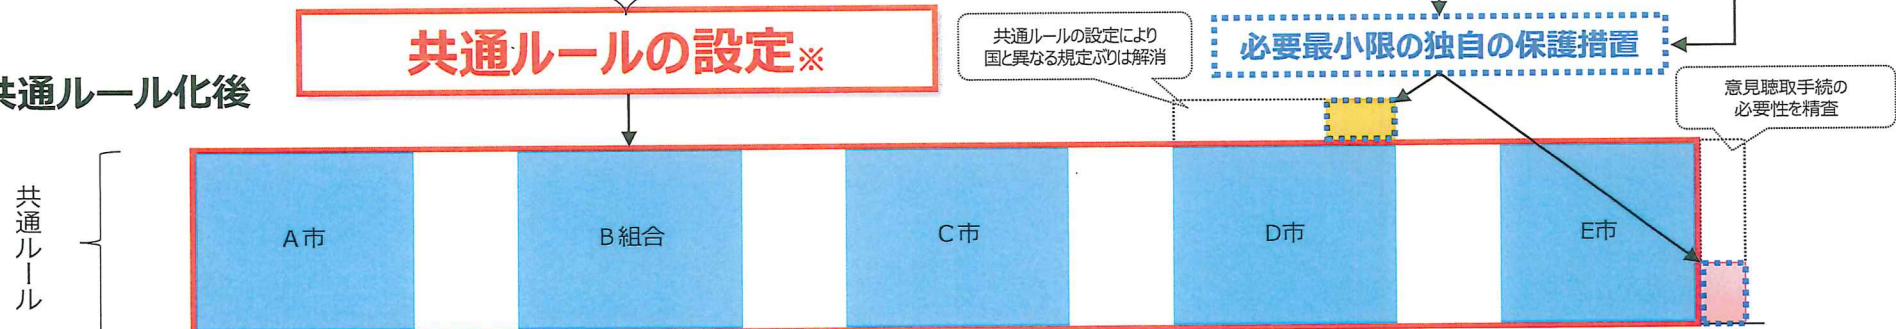 共通ルールの設定※
共通ルールの設定により
国と異なる規定ぶりは解消
必要最小限の独自の保護措置
共通ルール化後
意見聴取手続の
必要性を精査
共通ルール
A市
B組合
C市
D市
E市